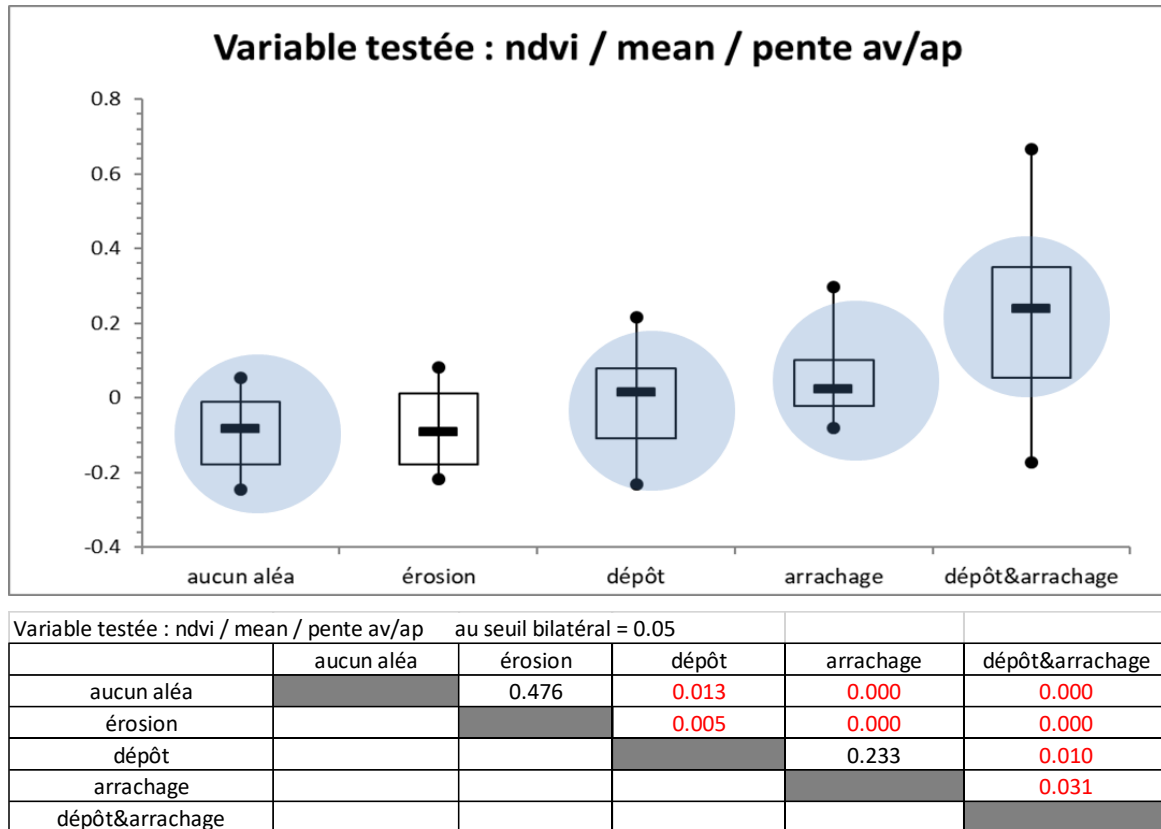 Variable testée : ndvi / mean / pente av/ap
0.8
0.6
0.4
0.2
0
-0.2
-0.4
aucun aléa érosion dépôt arrachage dépôt&arrachage
Variable testée : ndvi / mean / pente av/ap au seuil bilatéral = 0.05
aucun aléa érosion dépôt arrachage dépôt&arrachage
aucun aléa 0.476 0.013 0.000 0.000
érosion 0.005 0.000 0.000
dépôt 0.233 0.010
arrachage 0.031
dépôt&arrachage